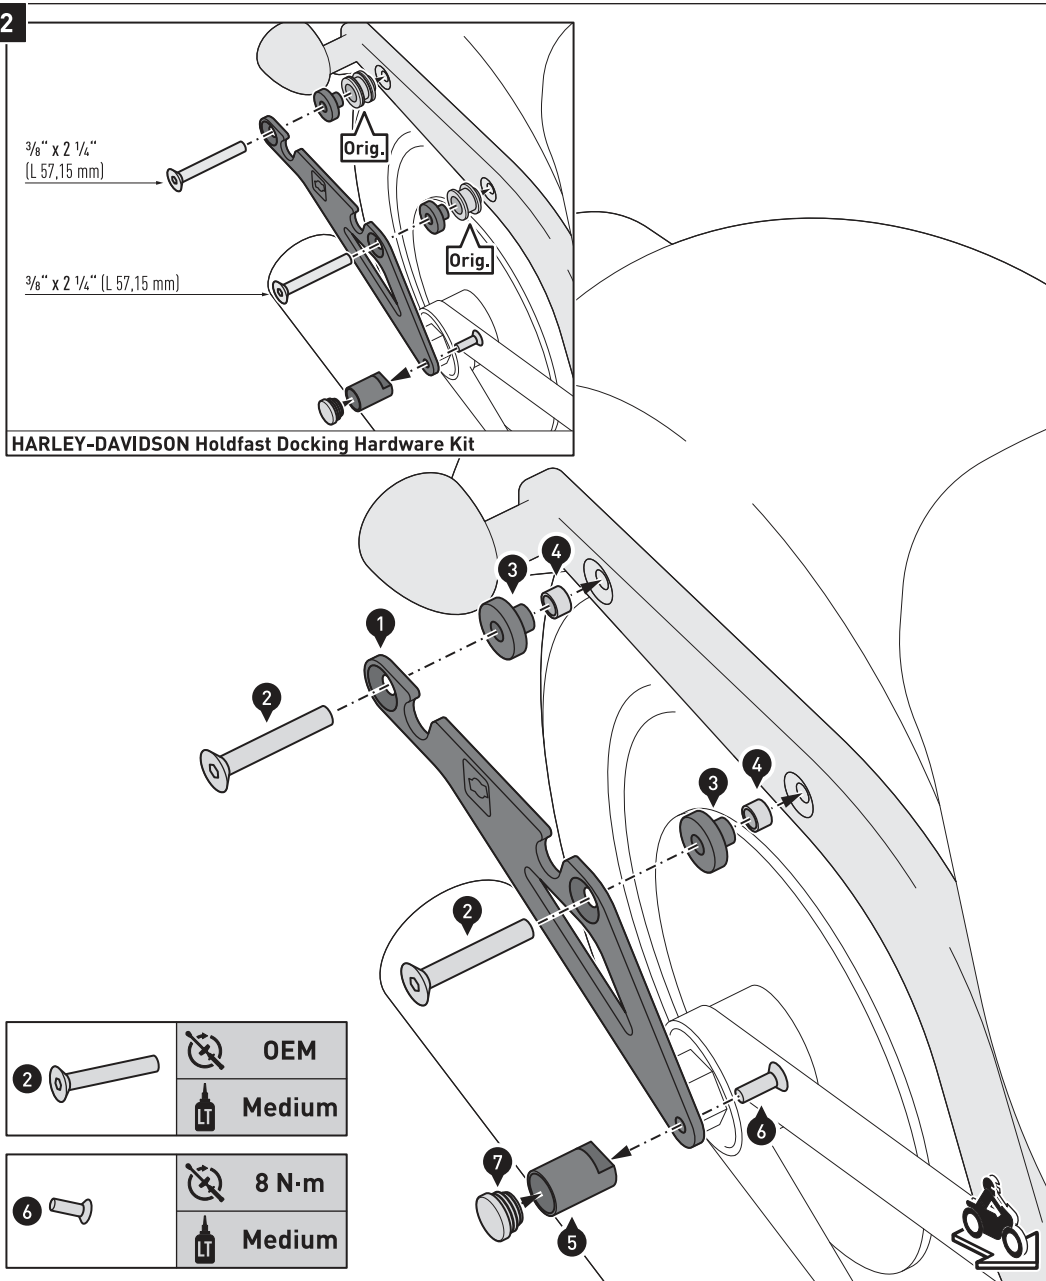 2
3/8“ x 2 1/4“
(L 57,15 mm)
Orig.
3/8“ x 2 1/4“ (L 57,15 mm)
Orig.
HARLEY-DAVIDSON Holdfast Docking Hardware Kit
4
3
1
2
4
3
2
2
OEM
LT
Medium
6
7
5
6
8 N·m
LT
Medium